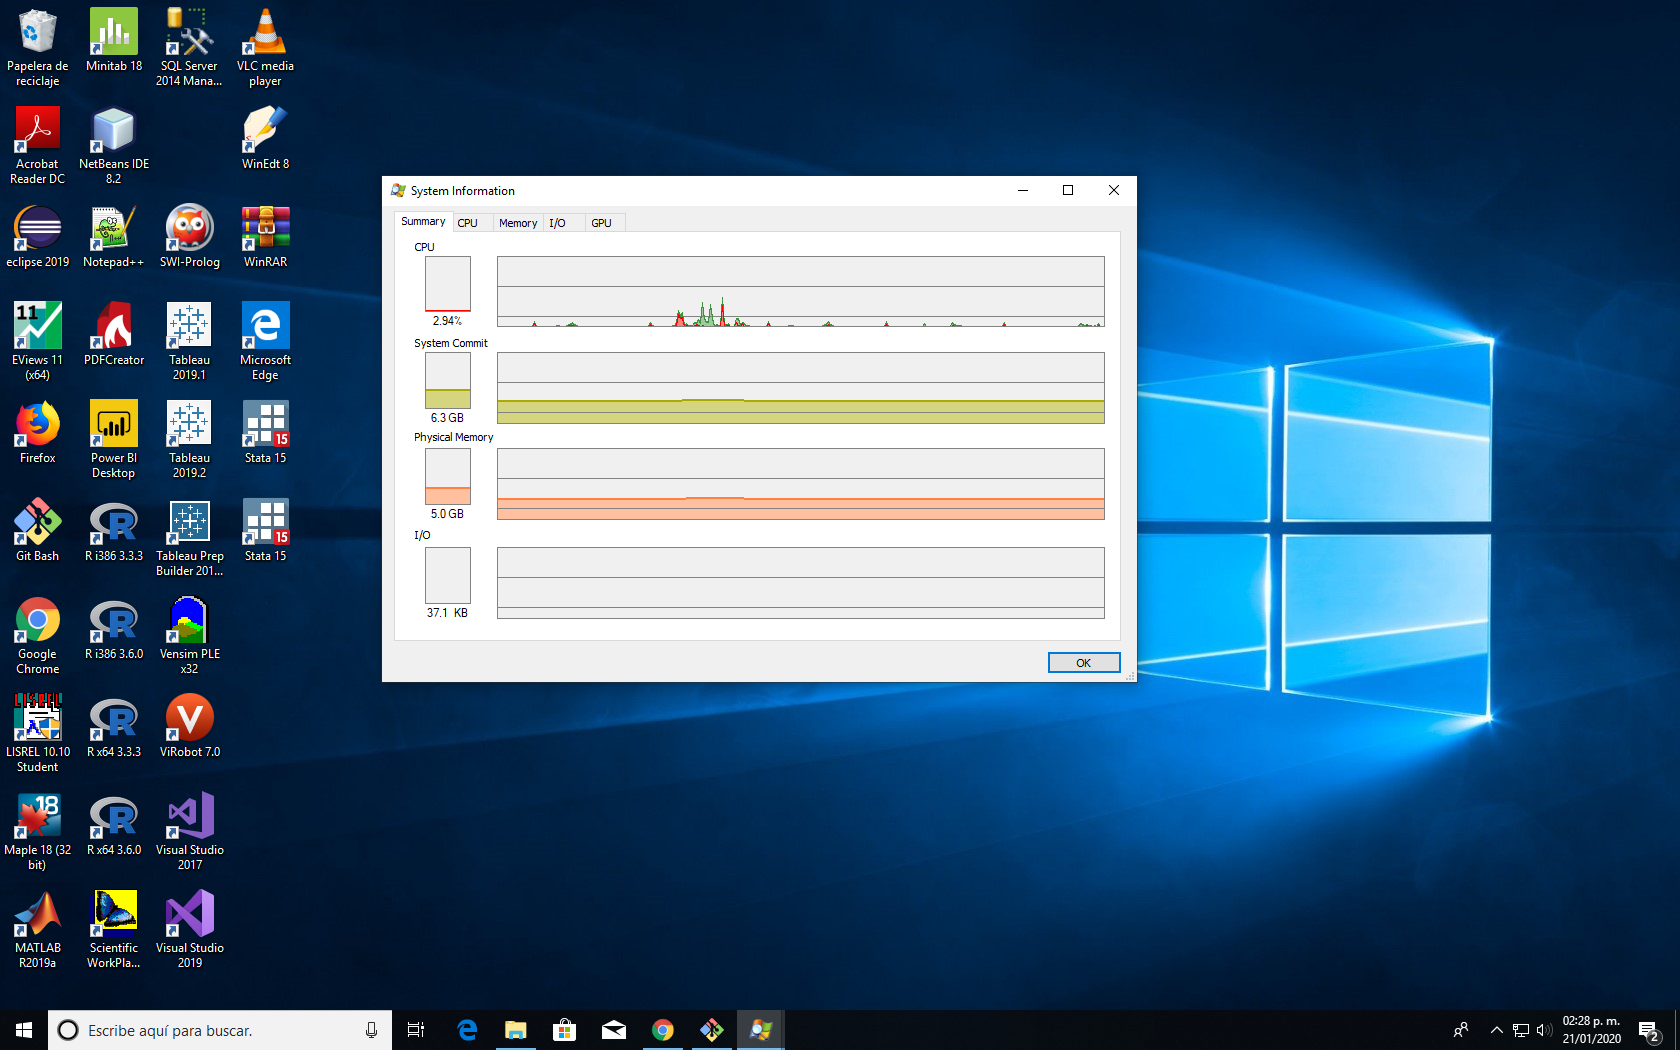 Papelera de
reciclaje
Minitab 18
SQL Server
2014 Mana...
VLC media
player
Acrobat
Reader DC
NetBeans IDE
8.2
WinEdt 8
eclipse 2019
Notepad++
SWI-Prolog
WinRAR
11
EViews 11
(x64)
PDFCreator
Tableau
2019.1
Microsoft
Edge
Firefox
Power BI
Desktop
Tableau
2019.2
15
Stata 15
Git Bash
R i386 3.3.3
Tableau Prep
Builder 201...
15
Stata 15
Google
Chrome
R i386 3.6.0
Vensim PLE
x32
LISREL
LISREL 10.10
Student
R x64 3.3.3
ViRobot 7.0
18
Maple 18 (32
bit)
R x64 3.6.0
Visual Studio
2017
MATLAB
R2019a
Scientific
WorkPla...
Visual Studio
2019
System Information
Summary CPU Memory I/O GPU
CPU
2.94%
System Commit
6.3 GB
Physical Memory
5.0 GB
I/O
37.1 KB
OK
Escribe aquí para buscar.
02:28 p. m.
21/01/2020
2